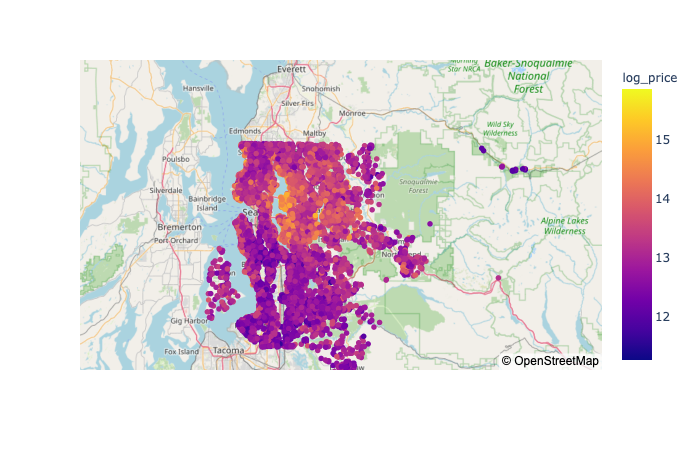 Baker-Snoqualmie
National
Forest
log_price
Star NRCA
Everett
Hansville
Snohomish
Silver Firs
Monroe
Edmonds
Maltby
Wild Sky
Wilderness
15
Poulsbo
Silverdale
Snoqualmie
Forest
14
Bainbridge
Island
Sea
Bremerton
Alpine Lakes
Wilderness
Port Orchard
13
12
Gig Harbor
Fox Island
Tacoma
© OpenStreetMap